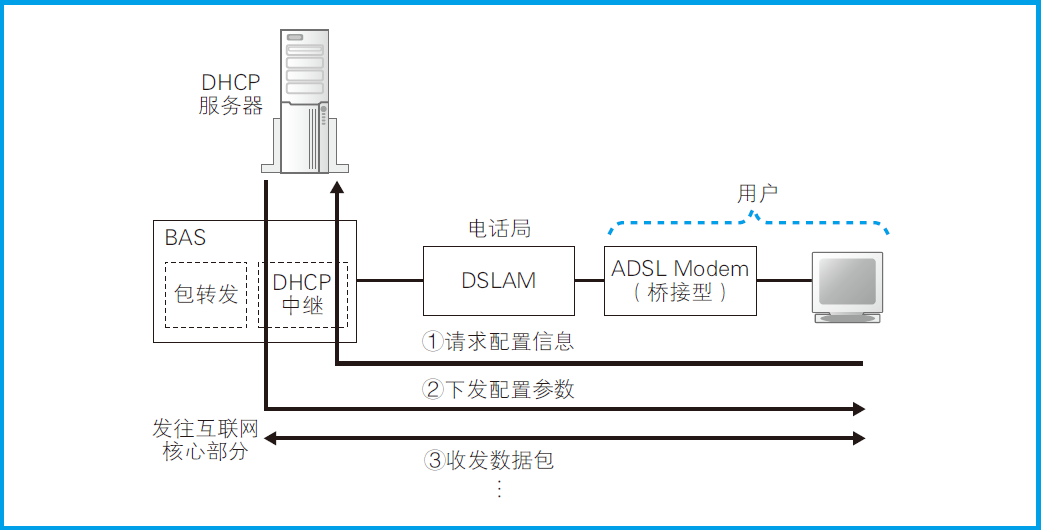 DHCP
服务器
用户
电话局
BAS
包转发
DHCP
中继
DSLAM
ADSL Modem
（桥接型）
①请求配置信息
②下发配置参数
发往互联网
核心部分
③收发数据包
⋮